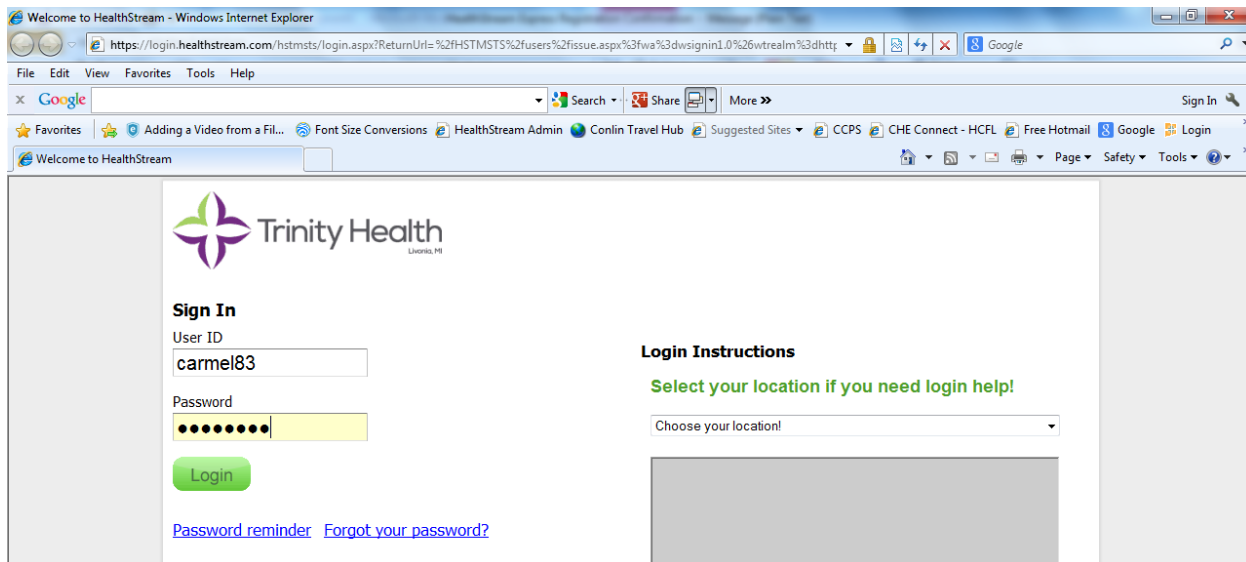 Welcome to HealthStream - Windows Internet Explorer
https://login.healthstream.com/hstmsts/login.aspx?ReturnUrl=%2fHSTMSTS%2fusers%2fissue.aspx%3fwa%3dwsignin1.0%26wtrealm%3dhttp
Google
File Edit View Favorites Tools Help
x Google Search Share More >> Sign In
Favorites Adding a Video from a Fil... Font Size Conversions HealthStream Admin Conlin Travel Hub Suggested Sites CCPS CHE Connect - HCFL Free Hotmail Google Login
Welcome to HealthStream Page Safety Tools
Trinity Health
Livonia, MI
Sign In
User ID
carmel83
Password
●●●●●●●●
Login
Password reminder Forgot your password?
Login Instructions
Select your location if you need login help!
Choose your location!